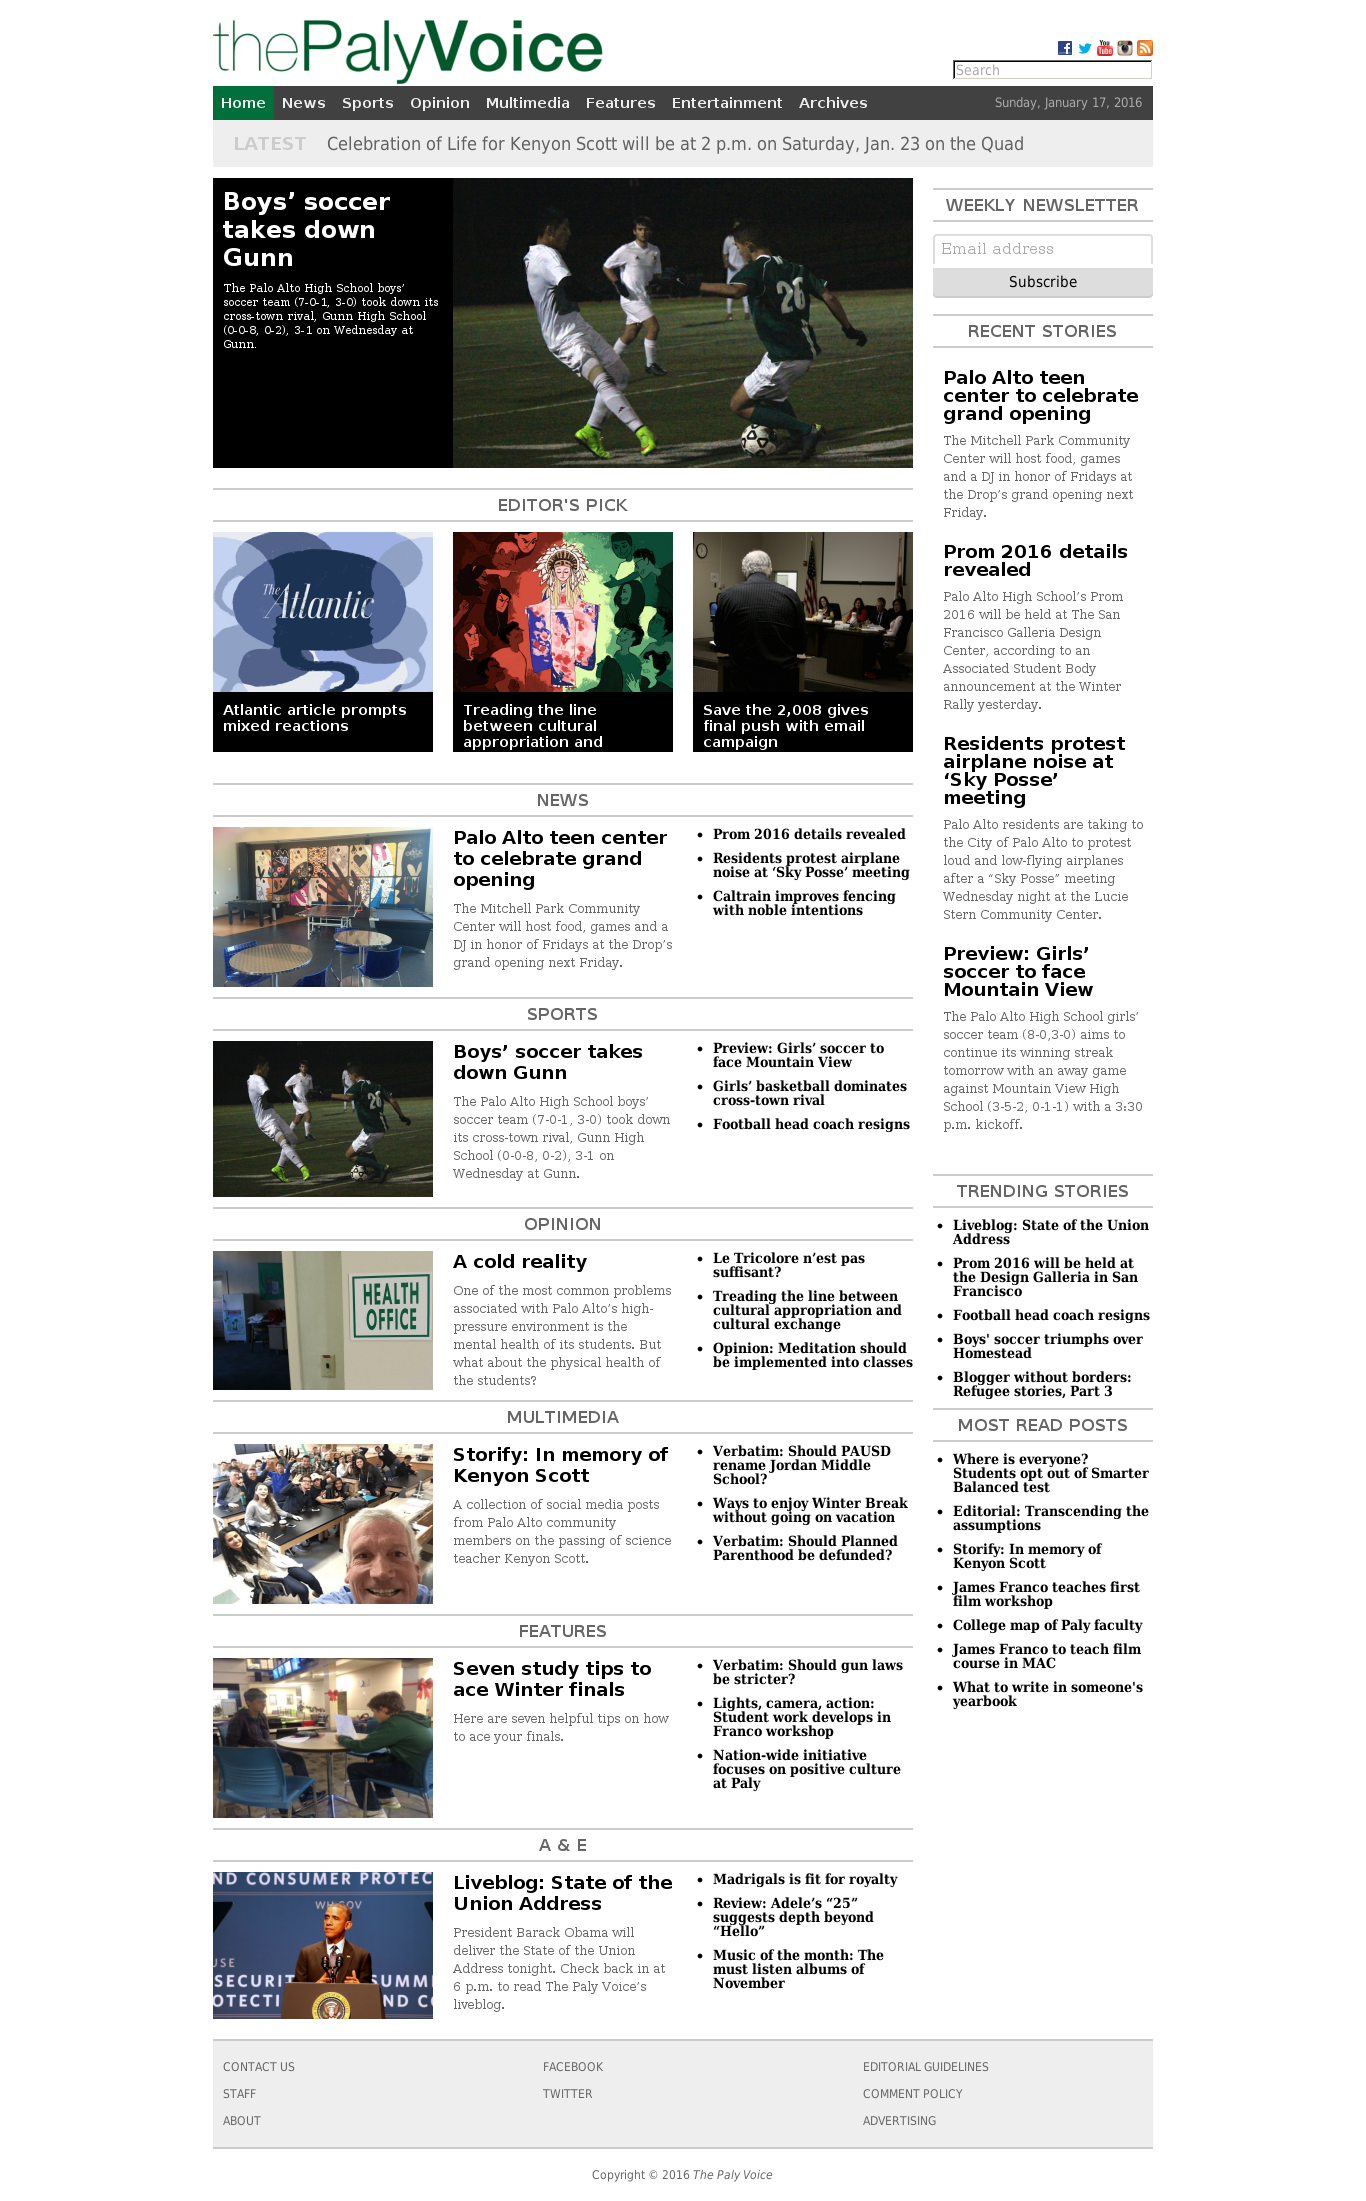 thePalyVoice
Search
Home News Sports Opinion Multimedia Features Entertainment Archives Sunday, January 17, 2016
LATEST Celebration of Life for Kenyon Scott will be at 2 p.m. on Saturday, Jan. 23 on the Quad
Boys’ soccer
takes down
Gunn
The Palo Alto High School boys’
soccer team (7-0-1, 3-0) took down its
cross-town rival, Gunn High School
(0-0-8, 0-2), 3-1 on Wednesday at
Gunn.
26
EDITOR'S PICK
The Atlantic
Atlantic article prompts
mixed reactions
Treading the line
between cultural
appropriation and
Save the 2,008 gives
final push with email
campaign
NEWS
Palo Alto teen center
to celebrate grand
opening
The Mitchell Park Community
Center will host food, games and a
DJ in honor of Fridays at the Drop’s
grand opening next Friday.
• Prom 2016 details revealed
• Residents protest airplane
noise at ‘Sky Posse’ meeting
• Caltrain improves fencing
with noble intentions
SPORTS
26
Boys’ soccer takes
down Gunn
The Palo Alto High School boys’
soccer team (7-0-1, 3-0) took down
its cross-town rival, Gunn High
School (0-0-8, 0-2), 3-1 on
Wednesday at Gunn.
• Preview: Girls’ soccer to
face Mountain View
• Girls’ basketball dominates
cross-town rival
• Football head coach resigns
OPINION
HEALTH
OFFICE
A cold reality
One of the most common problems
associated with Palo Alto’s high-
pressure environment is the
mental health of its students. But
what about the physical health of
the students?
• Le Tricolore n’est pas
suffisant?
• Treading the line between
cultural appropriation and
cultural exchange
• Opinion: Meditation should
be implemented into classes
MULTIMEDIA
Storify: In memory of
Kenyon Scott
A collection of social media posts
from Palo Alto community
members on the passing of science
teacher Kenyon Scott.
• Verbatim: Should PAUSD
rename Jordan Middle
School?
• Ways to enjoy Winter Break
without going on vacation
• Verbatim: Should Planned
Parenthood be defunded?
FEATURES
Seven study tips to
ace Winter finals
Here are seven helpful tips on how
to ace your finals.
• Verbatim: Should gun laws
be stricter?
• Lights, camera, action:
Student work develops in
Franco workshop
• Nation-wide initiative
focuses on positive culture
at Paly
A & E
ND CONSUMER PROTEC
WH.GOV
USE
SECURIT SUMM
OTECTI ND CO
Liveblog: State of the
Union Address
President Barack Obama will
deliver the State of the Union
Address tonight. Check back in at
6 p.m. to read The Paly Voice’s
liveblog.
• Madrigals is fit for royalty
• Review: Adele’s “25”
suggests depth beyond
“Hello”
• Music of the month: The
must listen albums of
November
WEEKLY NEWSLETTER
Email address
Subscribe
RECENT STORIES
Palo Alto teen
center to celebrate
grand opening
The Mitchell Park Community
Center will host food, games
and a DJ in honor of Fridays at
the Drop’s grand opening next
Friday.
Prom 2016 details
revealed
Palo Alto High School’s Prom
2016 will be held at The San
Francisco Galleria Design
Center, according to an
Associated Student Body
announcement at the Winter
Rally yesterday.
Residents protest
airplane noise at
‘Sky Posse’
meeting
Palo Alto residents are taking to
the City of Palo Alto to protest
loud and low-flying airplanes
after a “Sky Posse” meeting
Wednesday night at the Lucie
Stern Community Center.
Preview: Girls’
soccer to face
Mountain View
The Palo Alto High School girls’
soccer team (8-0,3-0) aims to
continue its winning streak
tomorrow with an away game
against Mountain View High
School (3-5-2, 0-1-1) with a 3:30
p.m. kickoff.
TRENDING STORIES
• Liveblog: State of the Union
Address
• Prom 2016 will be held at
the Design Galleria in San
Francisco
• Football head coach resigns
• Boys' soccer triumphs over
Homestead
• Blogger without borders:
Refugee stories, Part 3
MOST READ POSTS
• Where is everyone?
Students opt out of Smarter
Balanced test
• Editorial: Transcending the
assumptions
• Storify: In memory of
Kenyon Scott
• James Franco teaches first
film workshop
• College map of Paly faculty
• James Franco to teach film
course in MAC
• What to write in someone's
yearbook
CONTACT US FACEBOOK EDITORIAL GUIDELINES
STAFF TWITTER COMMENT POLICY
ABOUT ADVERTISING
Copyright © 2016 The Paly Voice